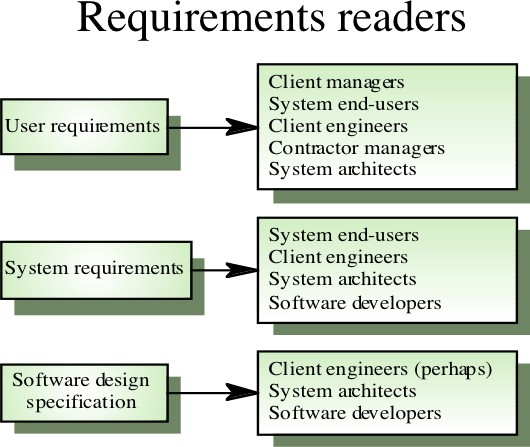 Requirements readers
User requirements
Client managers
System end-users
Client engineers
Contractor managers
System architects
System requirements
System end-users
Client engineers
System architects
Software developers
Software design
specification
Client engineers (perhaps)
System architects
Software developers